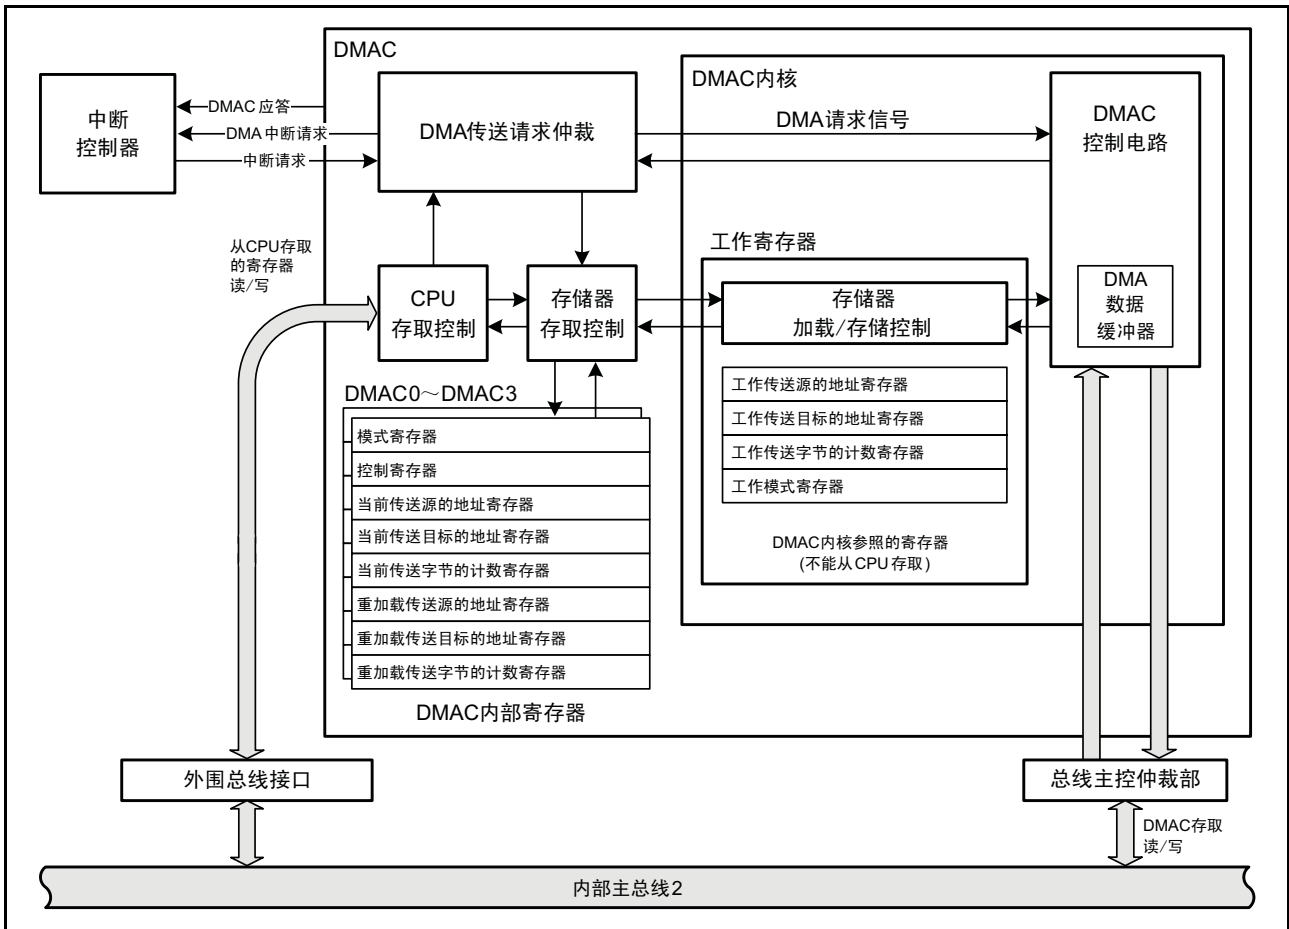 DMAC
DMAC内核
中断
控制器
DMAC 应答
DMA 中断请求
中断请求
DMA传送请求仲裁
DMA请求信号
DMAC
控制电路
从CPU存取
的寄存器
读/写
工作寄存器
CPU
存取控制
存储器
存取控制
存储器
加载/存储控制
DMA
数据
缓冲器
DMAC0～DMAC3
模式寄存器
控制寄存器
当前传送源的地址寄存器
当前传送目标的地址寄存器
当前传送字节的计数寄存器
重加载传送源的地址寄存器
重加载传送目标的地址寄存器
重加载传送字节的计数寄存器
DMAC内部寄存器
工作传送源的地址寄存器
工作传送目标的地址寄存器
工作传送字节的计数寄存器
工作模式寄存器
DMAC内核参照的寄存器
(不能从CPU存取)
外围总线接口
总线主控仲裁部
DMAC存取
读/写
内部主总线2